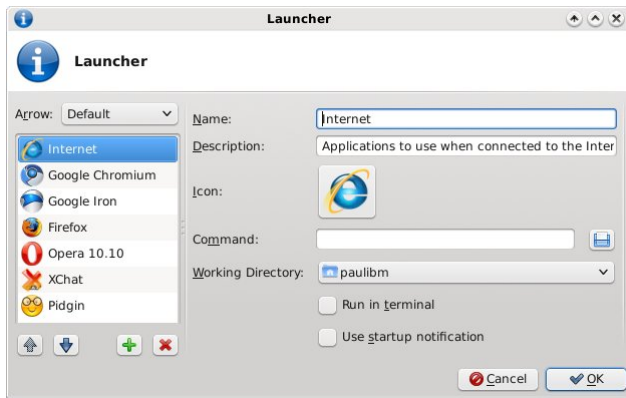 Launcher
Launcher
Arrow: Default
Internet
Google Chromium
Google Iron
Firefox
Opera 10.10
XChat
Pidgin
Name: Internet
Description: Applications to use when connected to the Inter
Icon:
Command:
Working Directory: paulibm
Run in terminal
Use startup notification
Cancel OK